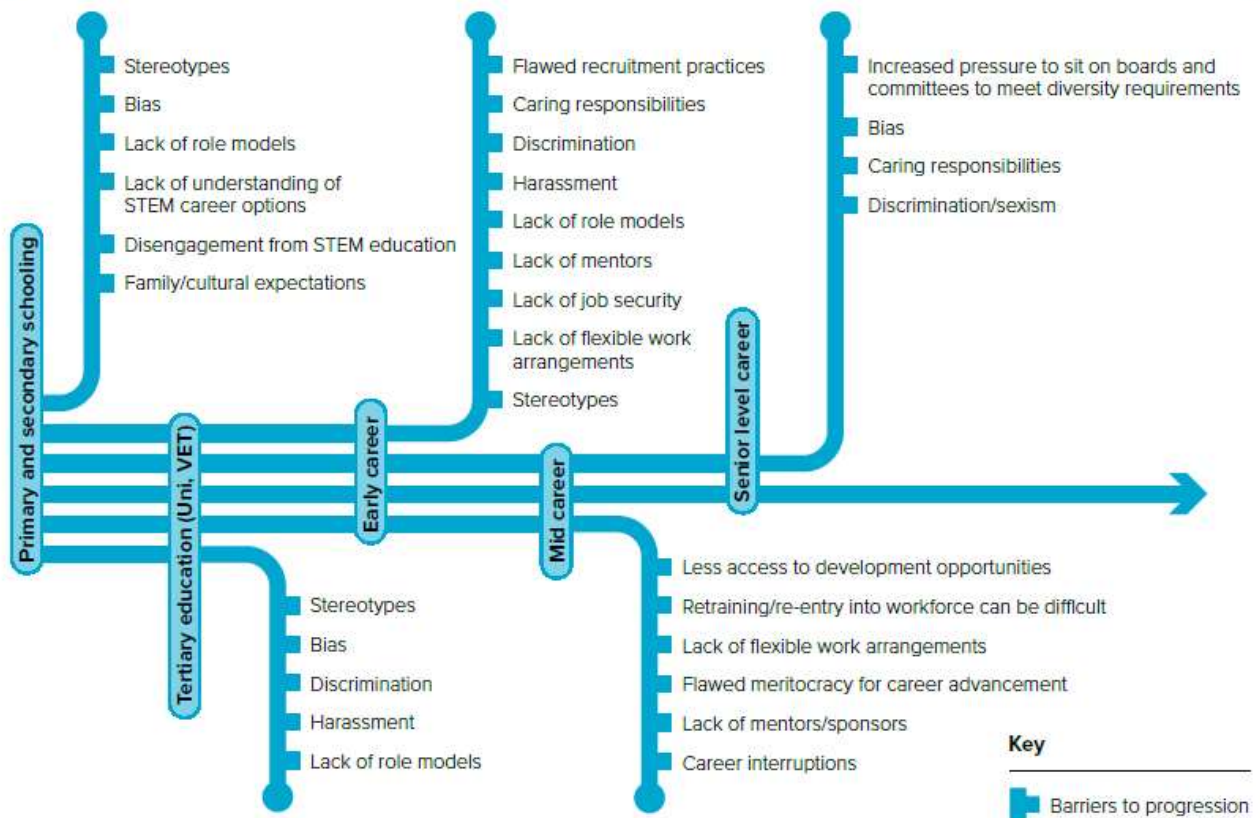 Primary and secondary schooling
Stereotypes
Bias
Lack of role models
Lack of understanding of
STEM career options
Disengagement from STEM education
Family/cultural expectations
Tertiary education (Uni, VET)
Stereotypes
Bias
Discrimination
Harassment
Lack of role models
Early career
Flawed recruitment practices
Caring responsibilities
Discrimination
Harassment
Lack of role models
Lack of mentors
Lack of job security
Lack of flexible work
arrangements
Stereotypes
Mid career
Less access to development opportunities
Retraining/re-entry into workforce can be difficult
Lack of flexible work arrangements
Flawed meritocracy for career advancement
Lack of mentors/sponsors
Career interruptions
Senior level career
Increased pressure to sit on boards and
committees to meet diversity requirements
Bias
Caring responsibilities
Discrimination/sexism
Key
Barriers to progression